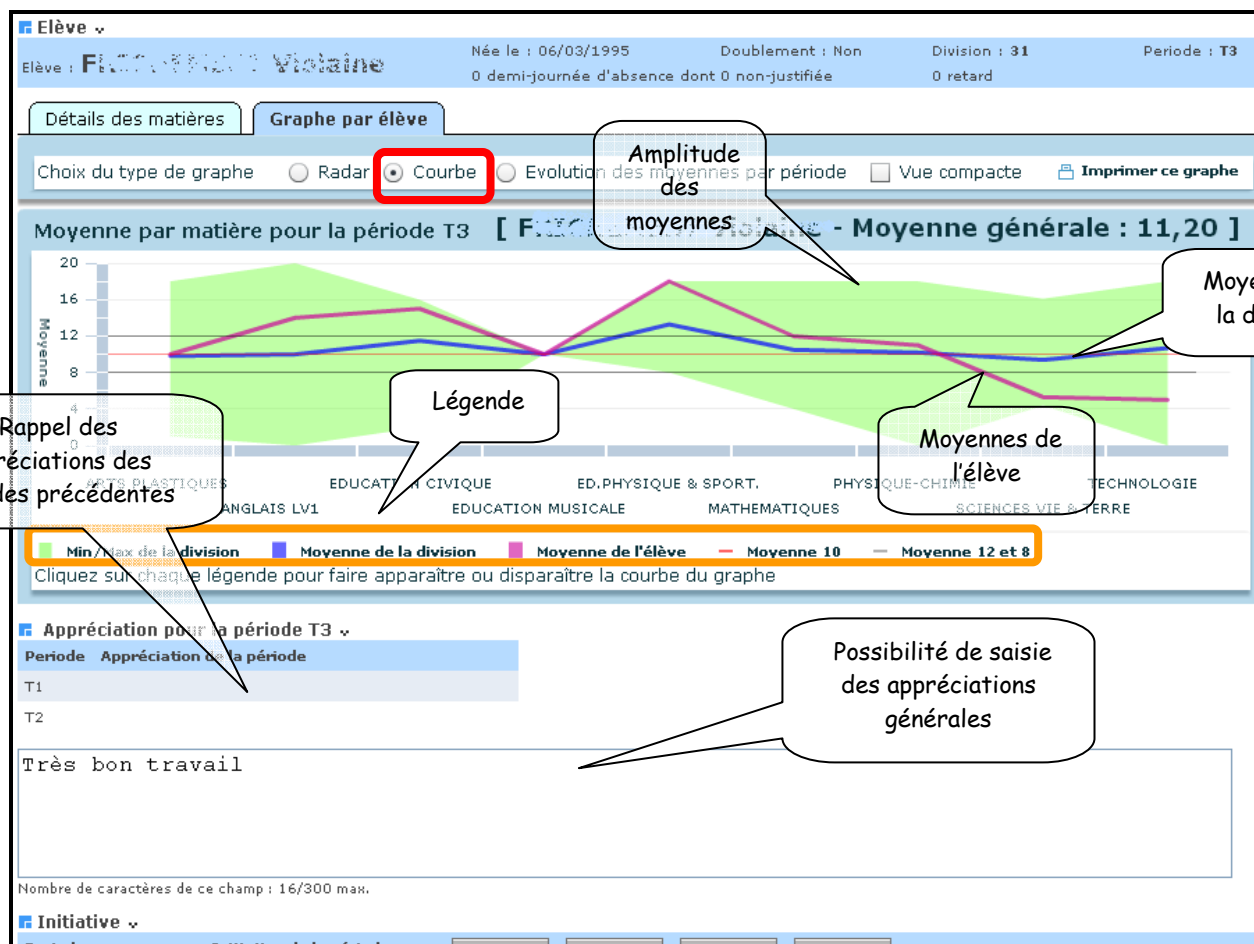 Elève
Elève : Violaine
Née le : 06/03/1995 Doublement : Non Division : 31 Periode : T3
0 demi-journée d'absence dont 0 non-justifiée 0 retard
Détails des matières Graphe par élève
Choix du type de graphe Radar Courbe Evolution des moyennes par période Vue compacte Imprimer ce graphe
Amplitude
des
moyennes
Moyenne par matière pour la période T3 [ F Violaine - Moyenne générale : 11,20 ]
Moye
la d
20
16
12
8
4
0
Moyenne
Légende
Rappel des
réciations des
des précédentes
Moyennes de
l'élève
ARTS PLASTIQUES EDUCATION CIVIQUE ED.PHYSIQUE & SPORT. PHYSIQUE-CHIMIE TECHNOLOGIE
ANGLAIS LV1 EDUCATION MUSICALE MATHEMATIQUES SCIENCES VIE & TERRE
Min/Max de la division Moyenne de la division Moyenne de l'élève Moyenne 10 Moyenne 12 et 8
Cliquez sur chaque légende pour faire apparaître ou disparaître la courbe du graphe
Appréciation pour la période T3
Periode Appréciation de la période
T1
T2
Possibilité de saisie
des appréciations
générales
Très bon travail
Nombre de caractères de ce champ : 16/300 max.
Initiative